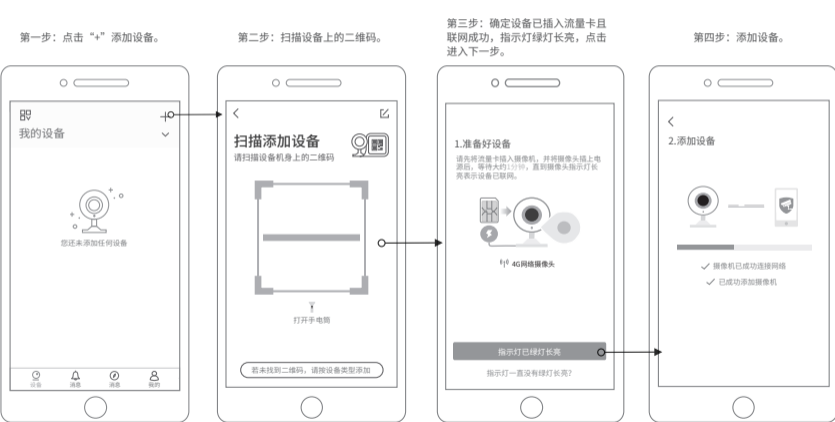 第一步：点击“+”添加设备。
第二步：扫描设备上的二维码。
第三步：确定设备已插入流量卡且
联网成功，指示灯绿灯长亮，点击
进入下一步。
第四步：添加设备。
我的设备
您还未添加任何设备
设备
消息
消息
我的
扫描添加设备
请扫描设备机身上的二维码
打开手电筒
若未找到二维码，请按设备类型添加
1.准备好设备
请先将流量卡插入摄像机，并将摄像头插上电
源后，等待大约1分钟，直到摄像头指示灯长
亮表示设备已联网。
4G网络摄像头
指示灯已绿灯长亮
指示灯一直没有绿灯长亮？
2.添加设备
摄像机已成功连接网络
已成功添加摄像机